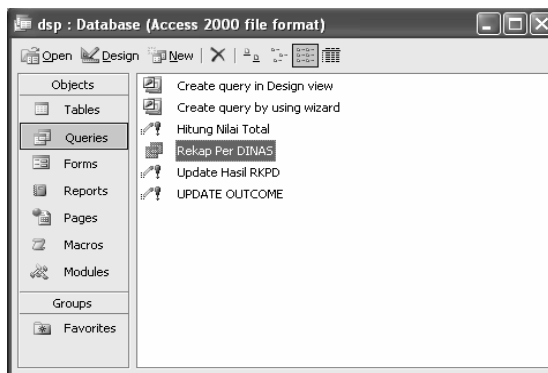 dsp : Database (Access 2000 file format)
Open Design New
Objects
Tables
Queries
Forms
Reports
Pages
Macros
Modules
Groups
Favorites
Create query in Design view
Create query by using wizard
Hitung Nilai Total
Rekap Per DINAS
Update Hasil RKPD
UPDATE OUTCOME